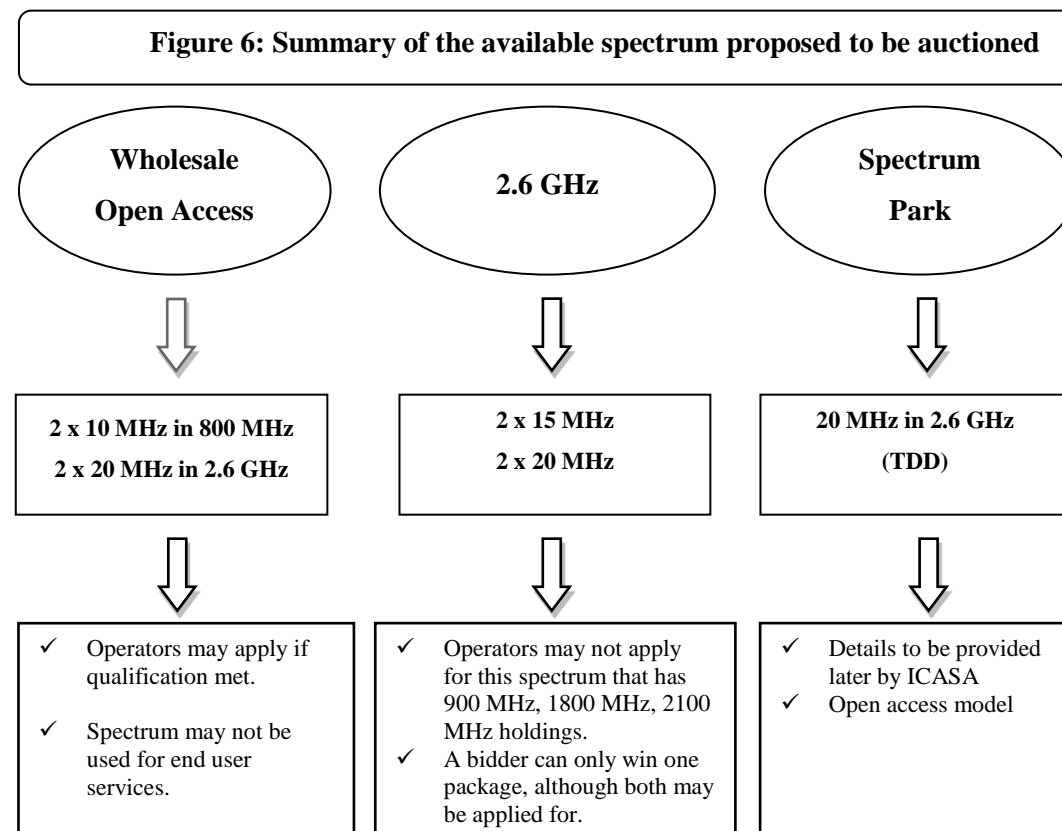 Figure 6: Summary of the available spectrum proposed to be auctioned
Wholesale
Open Access
2.6 GHz
Spectrum
Park
2 x 10 MHz in 800 MHz
2 x 20 MHz in 2.6 GHz
2 x 15 MHz
2 x 20 MHz
20 MHz in 2.6 GHz
(TDD)
✓ Operators may apply if
qualification met.
✓ Spectrum may not be
used for end user
services.
✓ Operators may not apply
for this spectrum that has
900 MHz, 1800 MHz, 2100
MHz holdings.
✓ A bidder can only win one
package, although both may
be applied for.
✓ Details to be provided
later by ICASA
✓ Open access model